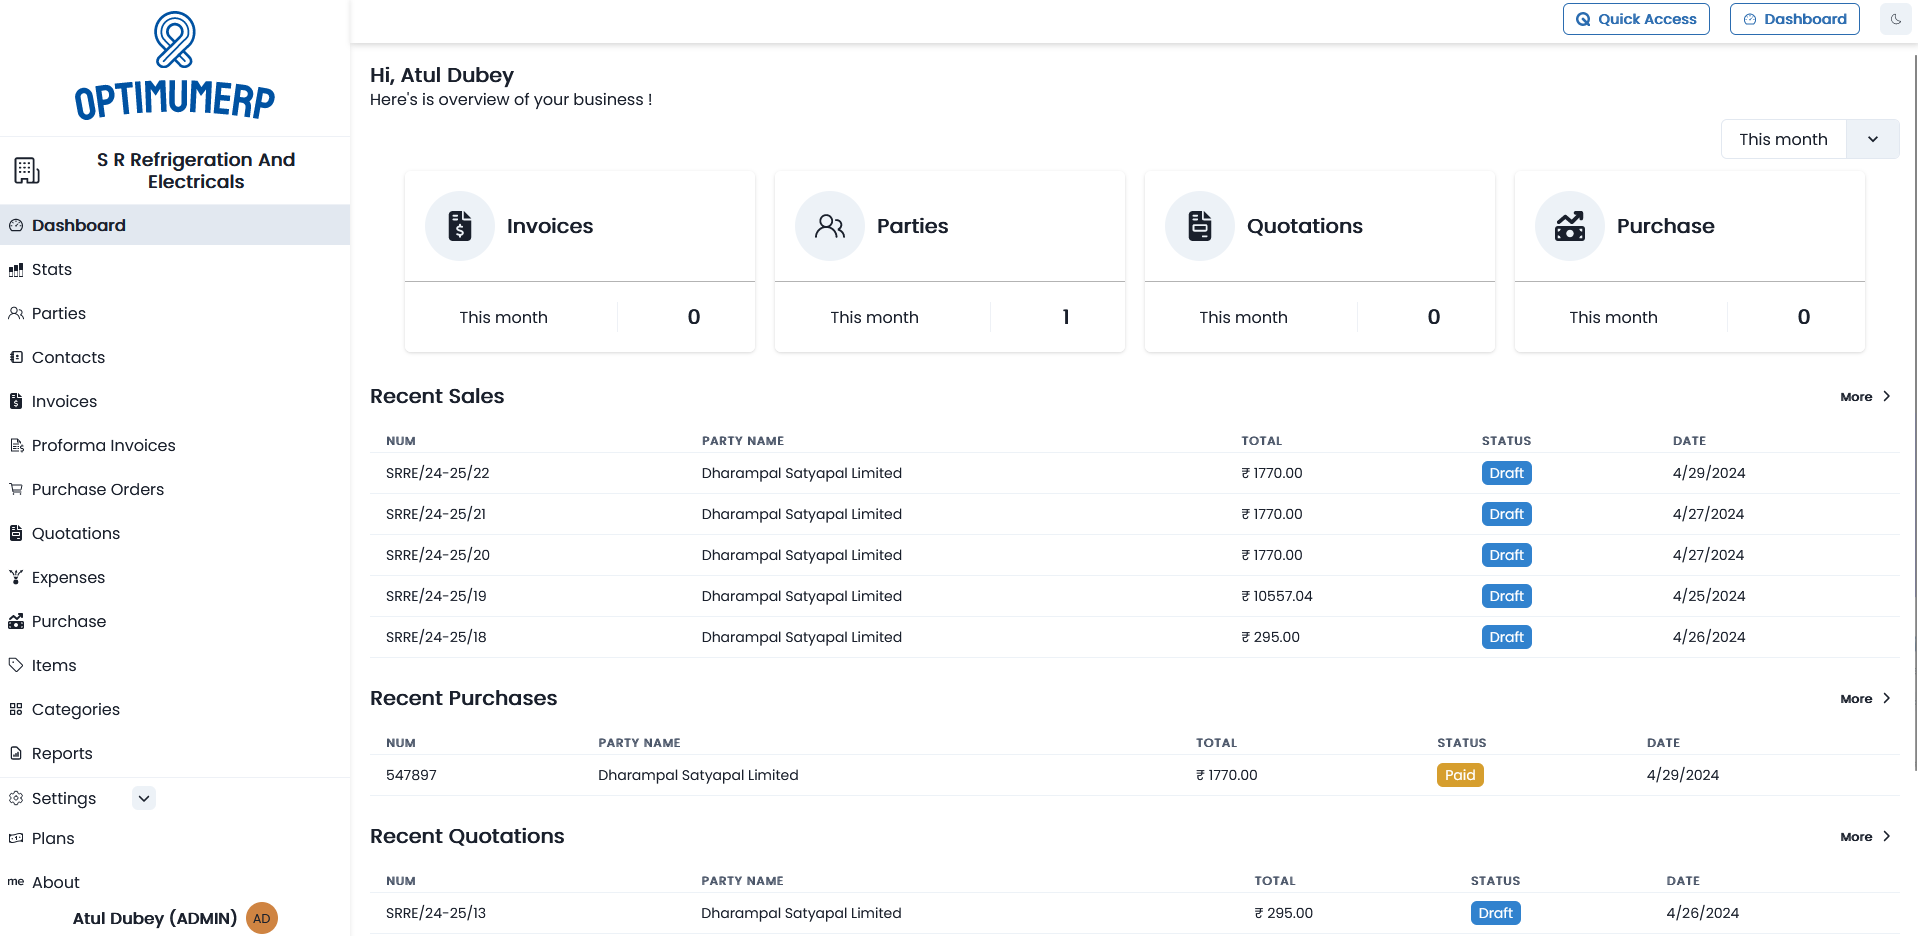 OPTIMUMERP
S R Refrigeration And
Electricals
Dashboard
Stats
Parties
Contacts
Invoices
Proforma Invoices
Purchase Orders
Quotations
Expenses
Purchase
Items
Categories
Reports
Settings
Plans
me About
Atul Dubey (ADMIN) AD
Quick Access Dashboard
Hi, Atul Dubey
Here's is overview of your business !
This month
Invoices
This month 0
Parties
This month 1
Quotations
This month 0
Purchase
This month 0
Recent Sales More
NUM PARTY NAME TOTAL STATUS DATE
SRRE/24-25/22 Dharampal Satyapal Limited ₹ 1770.00 Draft 4/29/2024
SRRE/24-25/21 Dharampal Satyapal Limited ₹ 1770.00 Draft 4/27/2024
SRRE/24-25/20 Dharampal Satyapal Limited ₹ 1770.00 Draft 4/27/2024
SRRE/24-25/19 Dharampal Satyapal Limited ₹ 10557.04 Draft 4/25/2024
SRRE/24-25/18 Dharampal Satyapal Limited ₹ 295.00 Draft 4/26/2024
Recent Purchases More
NUM PARTY NAME TOTAL STATUS DATE
547897 Dharampal Satyapal Limited ₹ 1770.00 Paid 4/29/2024
Recent Quotations More
NUM PARTY NAME TOTAL STATUS DATE
SRRE/24-25/13 Dharampal Satyapal Limited ₹ 295.00 Draft 4/26/2024